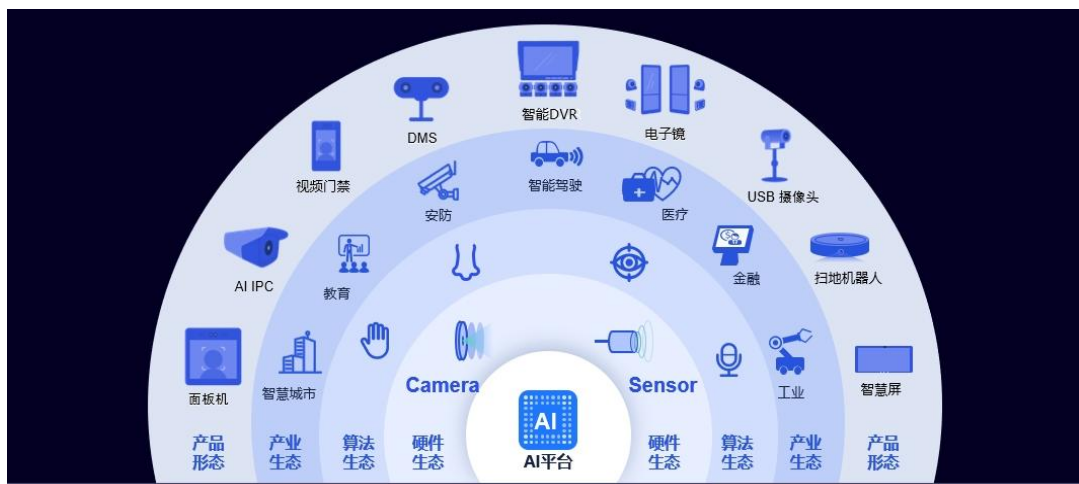 智能DVR
DMS
电子镜
视频门禁
智能驾驶
USB 摄像头
安防
医疗
AI IPC
教育
金融
扫地机器人
Camera
Sensor
面板机
智慧城市
工业
智慧屏
AI
产品
形态
产业
生态
算法
生态
硬件
生态
AI平台
硬件
生态
算法
生态
产业
生态
产品
形态